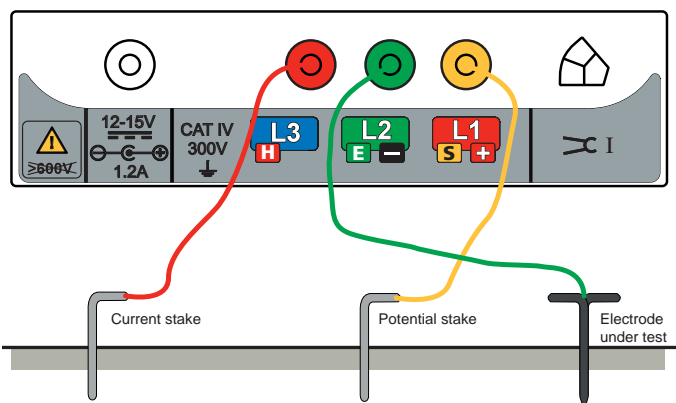 12-15V
1.2A
>600V
CAT IV
300V
L3
H
L2
E
L1
S +
I
Current stake
Potential stake
Electrode
under test